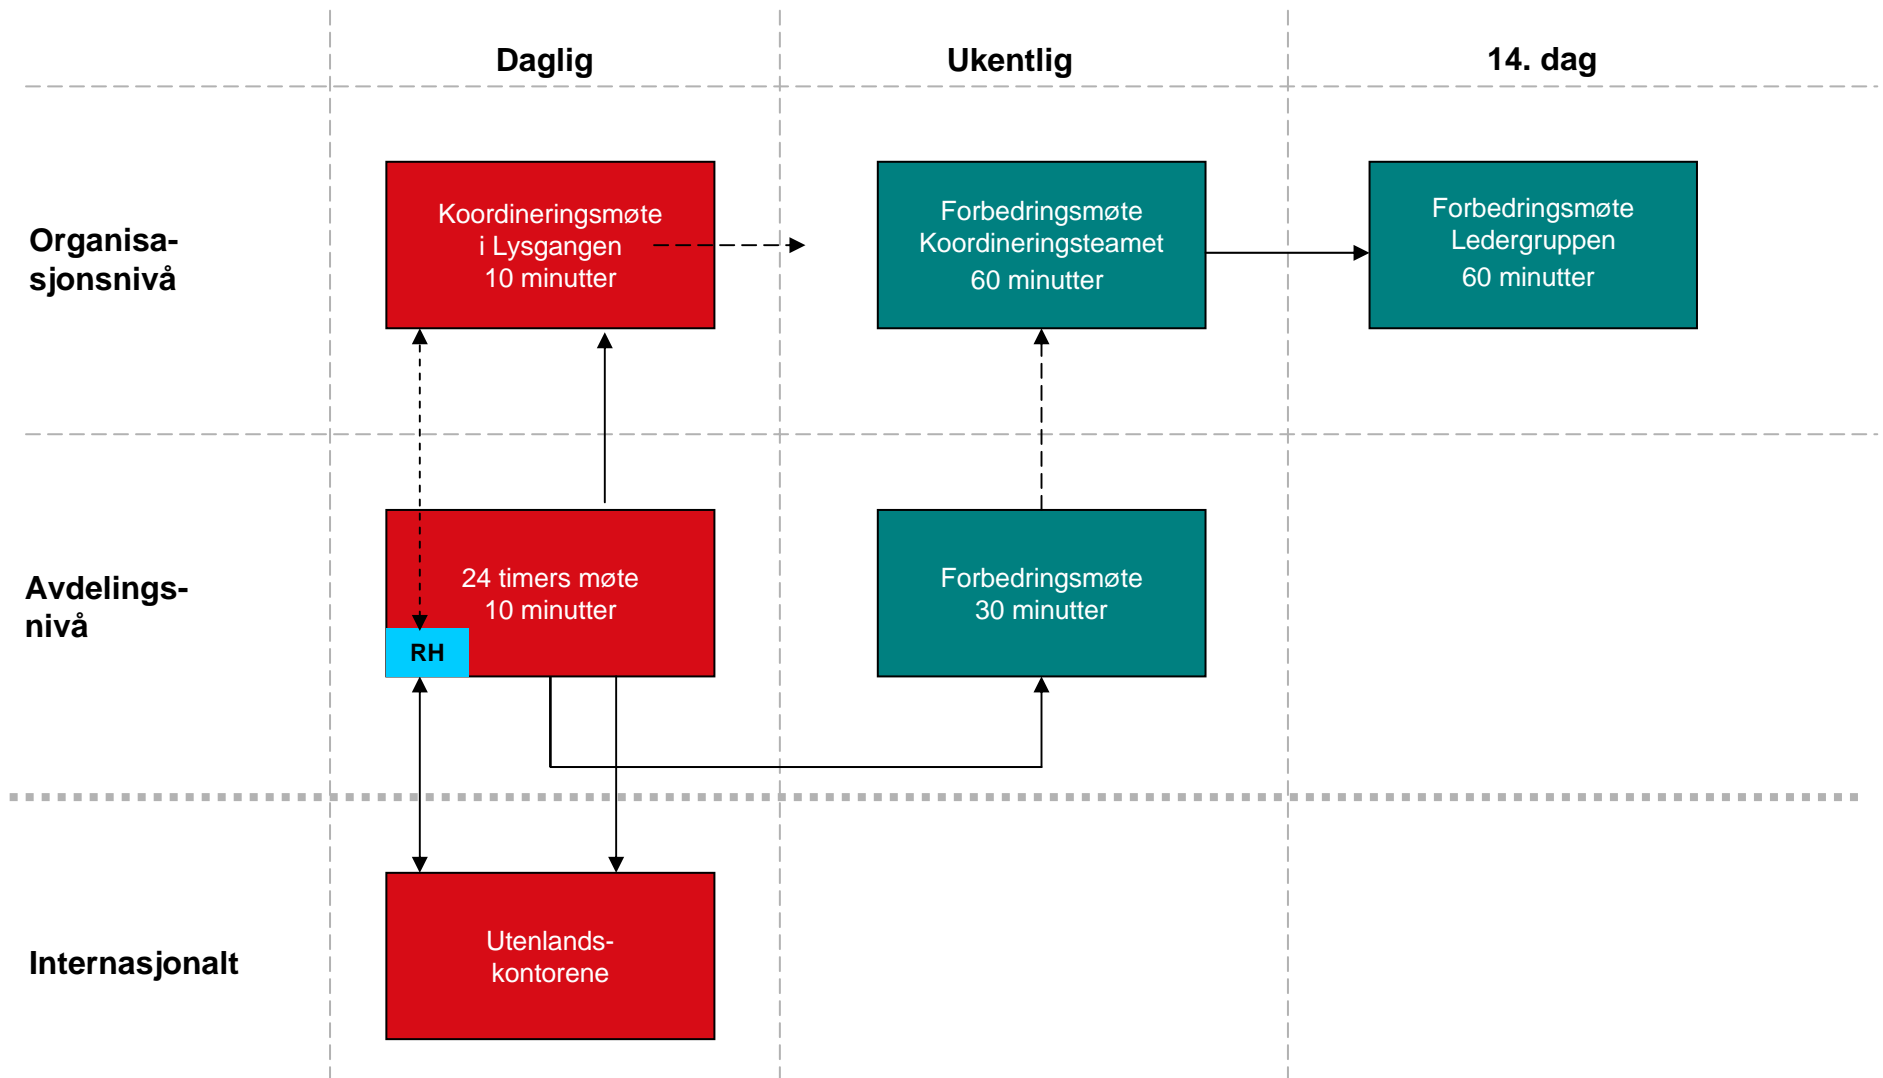 Daglig
Ukentlig
14. dag
Organisa-
sjonsnivå
Koordineringsmøte
i Lysgangen
10 minutter
Forbedringsmøte
Koordineringsteamet
60 minutter
Forbedringsmøte
Ledergruppen
60 minutter
Avdelings-
nivå
24 timers møte
10 minutter
RH
Forbedringsmøte
30 minutter
Internasjonalt
Utenlands-
kontorene